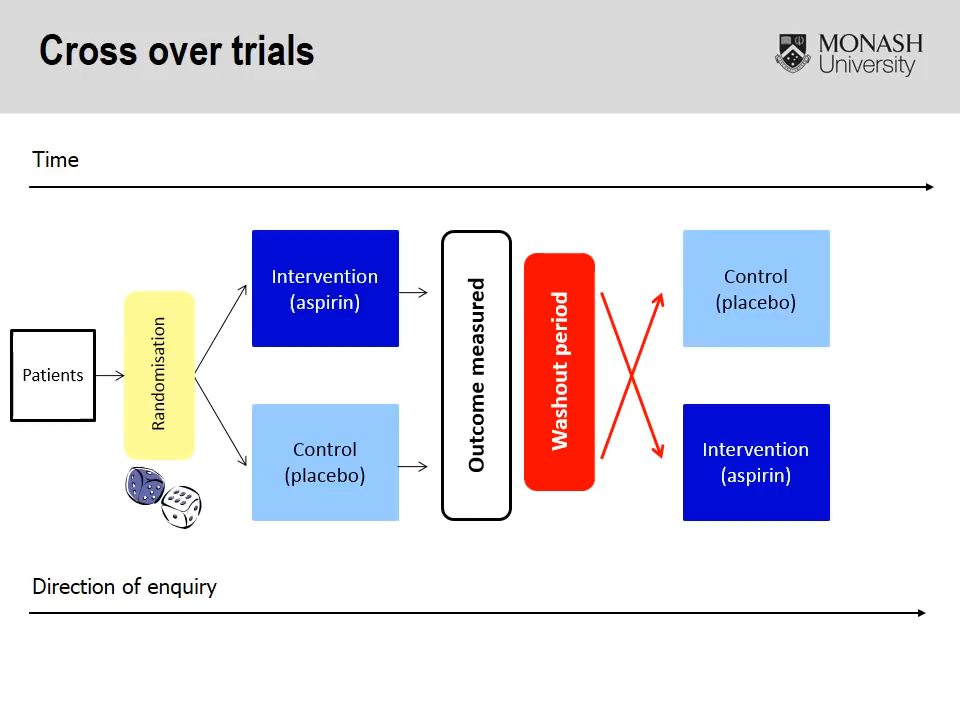 Cross over trials
MONASH
University
Time
Patients
Randomisation
Intervention
(aspirin)
Control
(placebo)
Outcome measured
Washout period
Control
(placebo)
Intervention
(aspirin)
Direction of enquiry